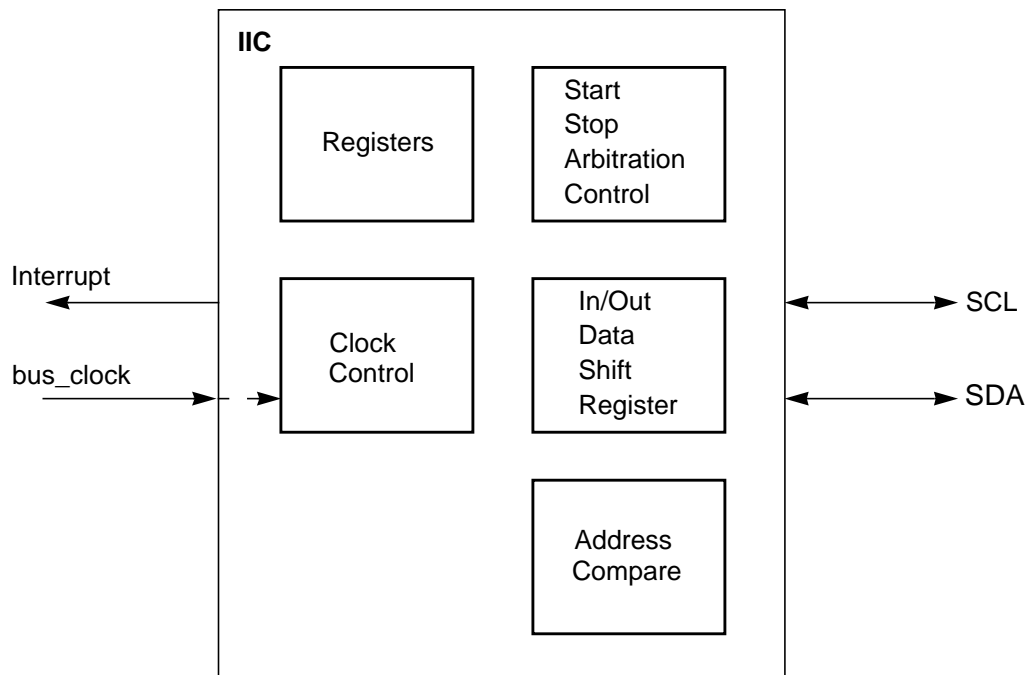 IIC
Registers
Start
Stop
Arbitration
Control
Interrupt
bus_clock
Clock
Control
In/Out
Data
Shift
Register
SCL
SDA
Address
Compare